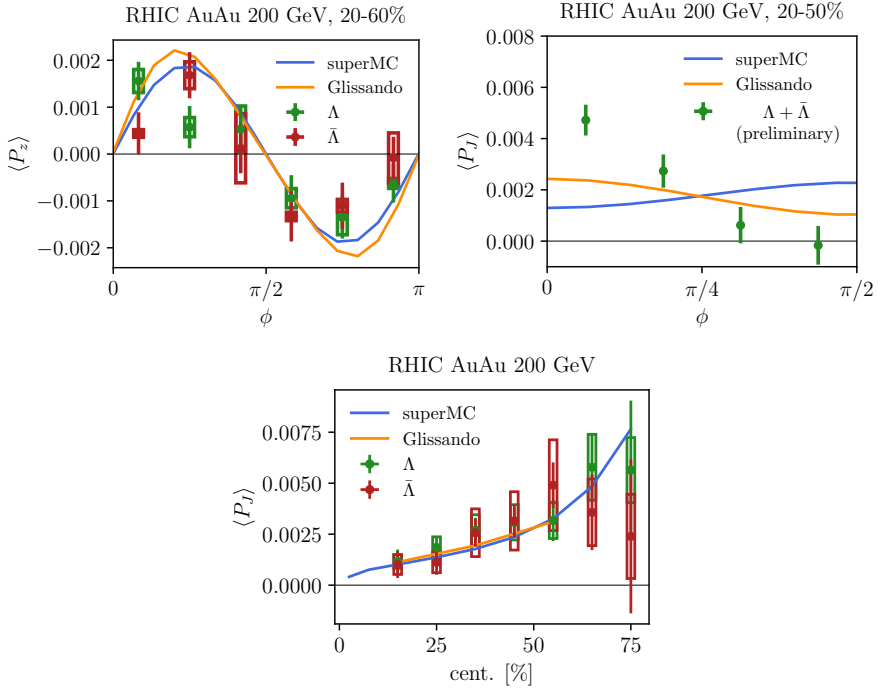 RHIC AuAu 200 GeV, 20-60%
⟨P_z⟩
0.002
0.001
0.000
−0.001
−0.002
superMC
Glissando
Λ
Λ̄
0
π/2
π
ϕ
RHIC AuAu 200 GeV, 20-50%
⟨P_J⟩
0.008
0.006
0.004
0.002
0.000
superMC
Glissando
Λ + Λ̄
(preliminary)
0
π/4
π/2
ϕ
RHIC AuAu 200 GeV
⟨P_J⟩
0.0075
0.0050
0.0025
0.0000
superMC
Glissando
Λ
Λ̄
0
25
50
75
cent. [%]